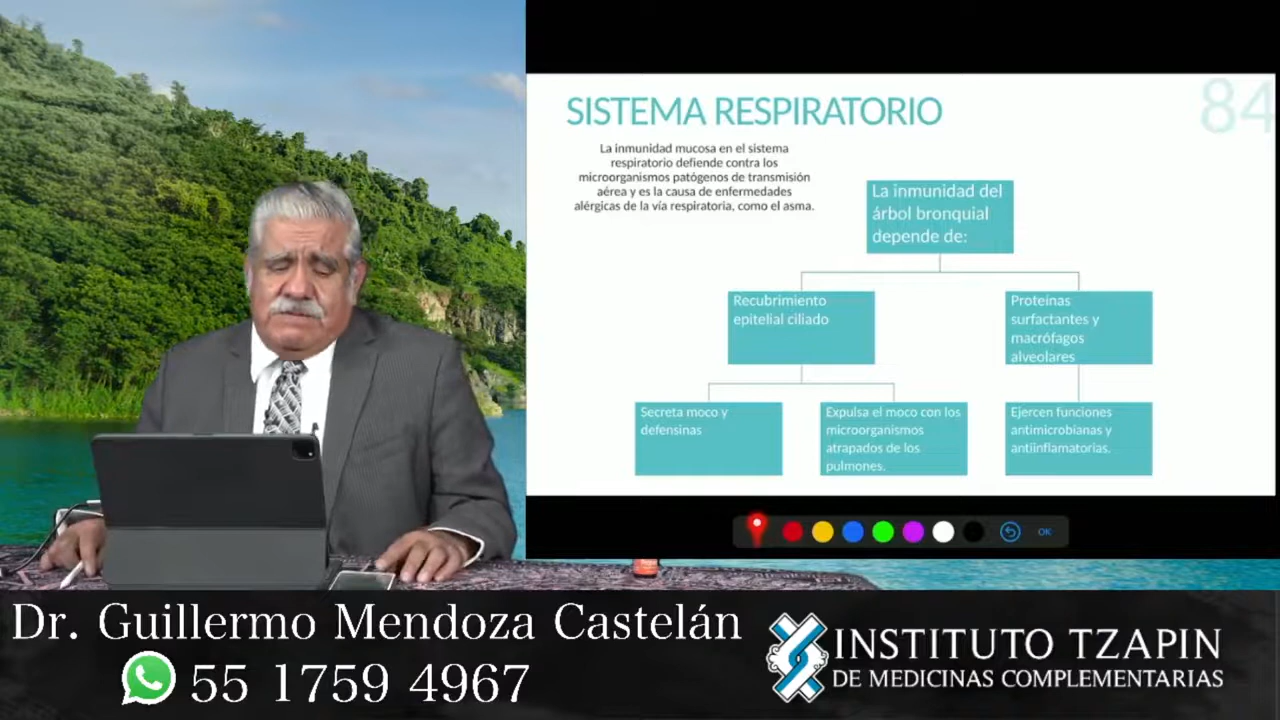 SISTEMA RESPIRATORIO
84
La inmunidad mucosa en el sistema
respiratorio defiende contra los
microorganismos patógenos de transmisión
aérea y es la causa de enfermedades
alérgicas de la vía respiratoria, como el asma.
La inmunidad del
árbol bronquial
depende de:
Recubrimiento
epitelial ciliado
Proteínas
surfactantes y
macrófagos
alveolares
Secreta moco y
defensinas
Expulsa el moco con los
microorganismos
atrapados de los
pulmones.
Ejercen funciones
antimicrobianas y
antiinflamatorias.
OK
Dr. Guillermo Mendoza Castelán
55 1759 4967
INSTITUTO TZAPIN
DE MEDICINAS COMPLEMENTARIAS